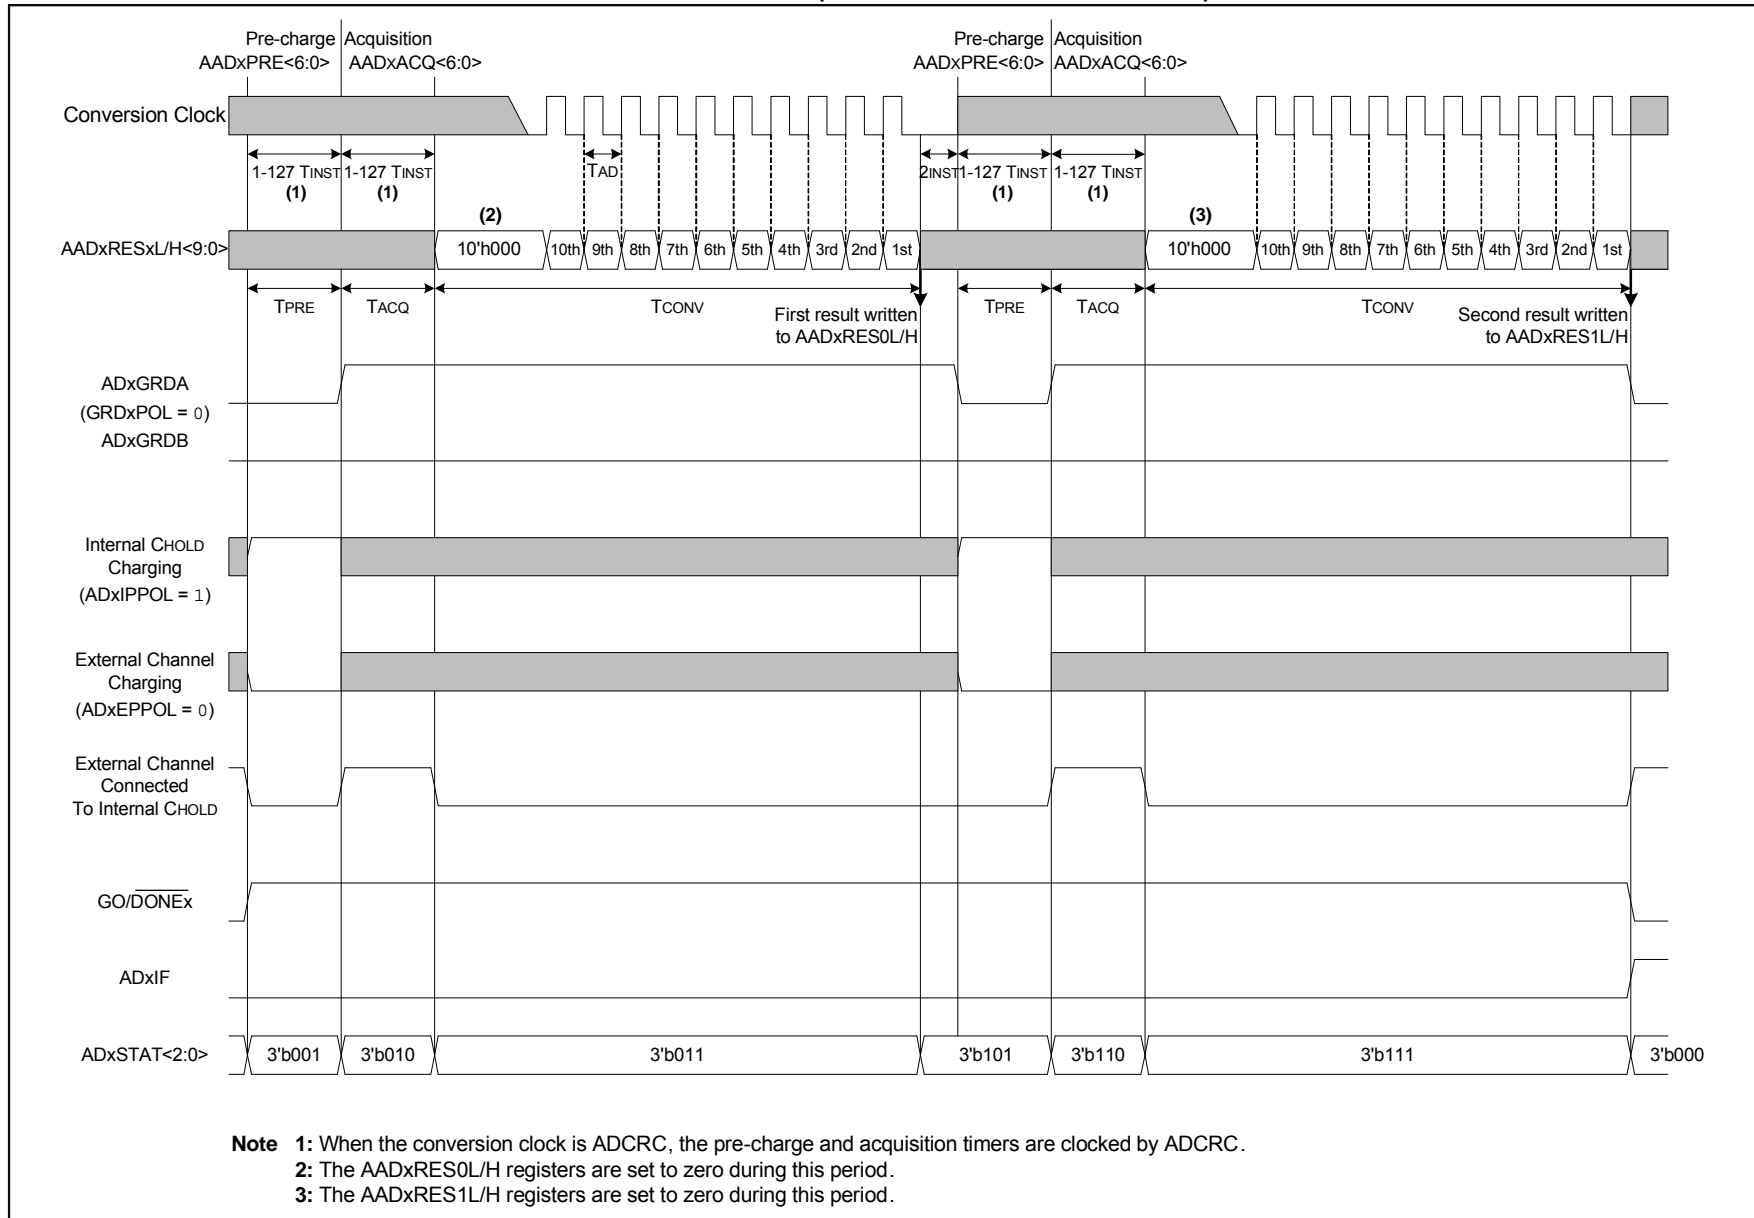 Pre-charge Acquisition Pre-charge Acquisition
AADxPRE<6:0> AADxACQ<6:0> AADxPRE<6:0> AADxACQ<6:0>
Conversion Clock
1-127 TINST 1-127 TINST TAD 2INST 1-127 TINST 1-127 TINST
(1) (1) (1) (1)
(2) (3)
AADxRESxL/H<9:0> 10'h000 10th 9th 8th 7th 6th 5th 4th 3rd 2nd 1st 10'h000 10th 9th 8th 7th 6th 5th 4th 3rd 2nd 1st
TPRE TACQ TCONV TPRE TACQ TCONV
First result written Second result written
to AADxRES0L/H to AADxRES1L/H
ADxGRDA
(GRDxPOL = 0)
ADxGRDB
Internal CHOLD
Charging
(ADxIPPOL = 1)
External Channel
Charging
(ADxEPPOL = 0)
External Channel
Connected
To Internal CHOLD
GO/DONEx
ADxIF
ADxSTAT<2:0> 3'b001 3'b010 3'b011 3'b101 3'b110 3'b111 3'b000
Note 1: When the conversion clock is ADCRC, the pre-charge and acquisition timers are clocked by ADCRC.
2: The AADxRES0L/H registers are set to zero during this period.
3: The AADxRES1L/H registers are set to zero during this period.